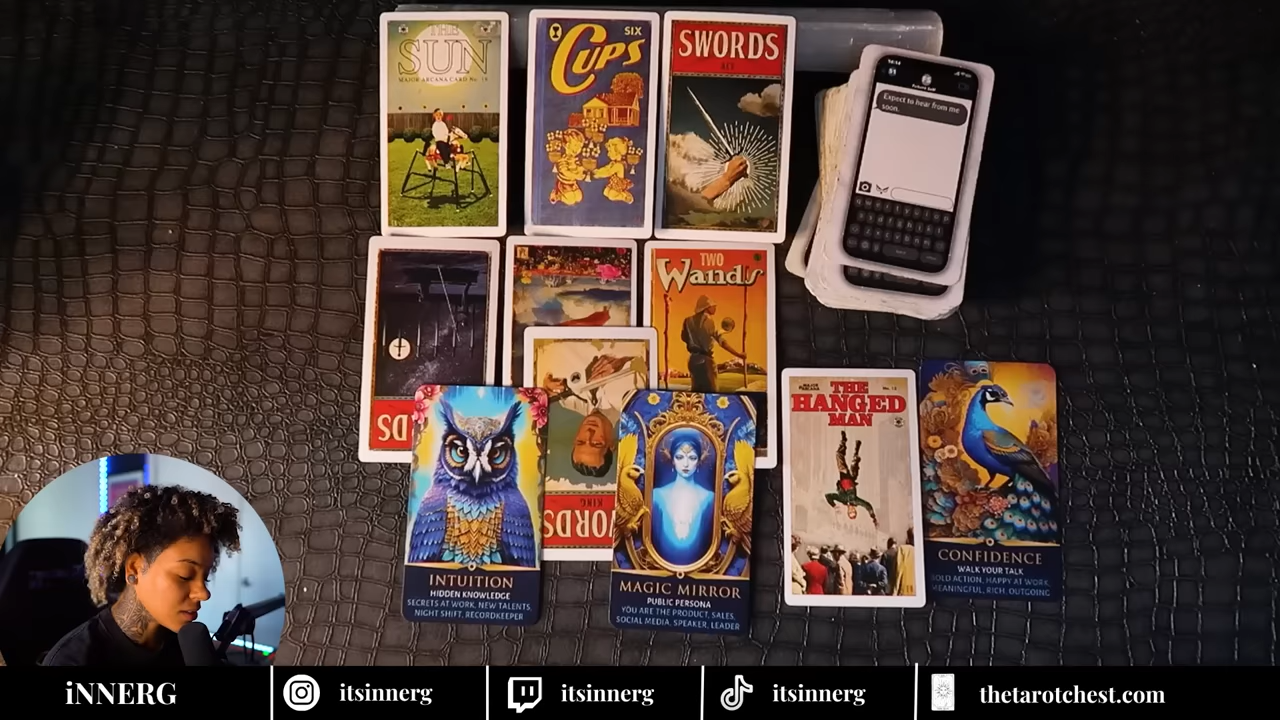 THE
SUN
MAJOR ARCANA CARD No. 19
SIX
CUPS
SWORDS
ACE
Expect to hear from me
soon.
TWO
Wands
SWORDS
KING
THE
HANGED
MAN
No. 12
INTUITION
HIDDEN KNOWLEDGE
SECRETS AT WORK, NEW TALENTS,
NIGHT SHIFT, RECORDKEEPER
MAGIC MIRROR
PUBLIC PERSONA
YOU ARE THE PRODUCT, SALES,
SOCIAL MEDIA, SPEAKER, LEADER
CONFIDENCE
WALK YOUR TALK
BOLD ACTION, HAPPY AT WORK,
MEANINGFUL, RICH, OUTGOING
iNNERG
itsinnerg
itsinnerg
itsinnerg
thetarotchest.com